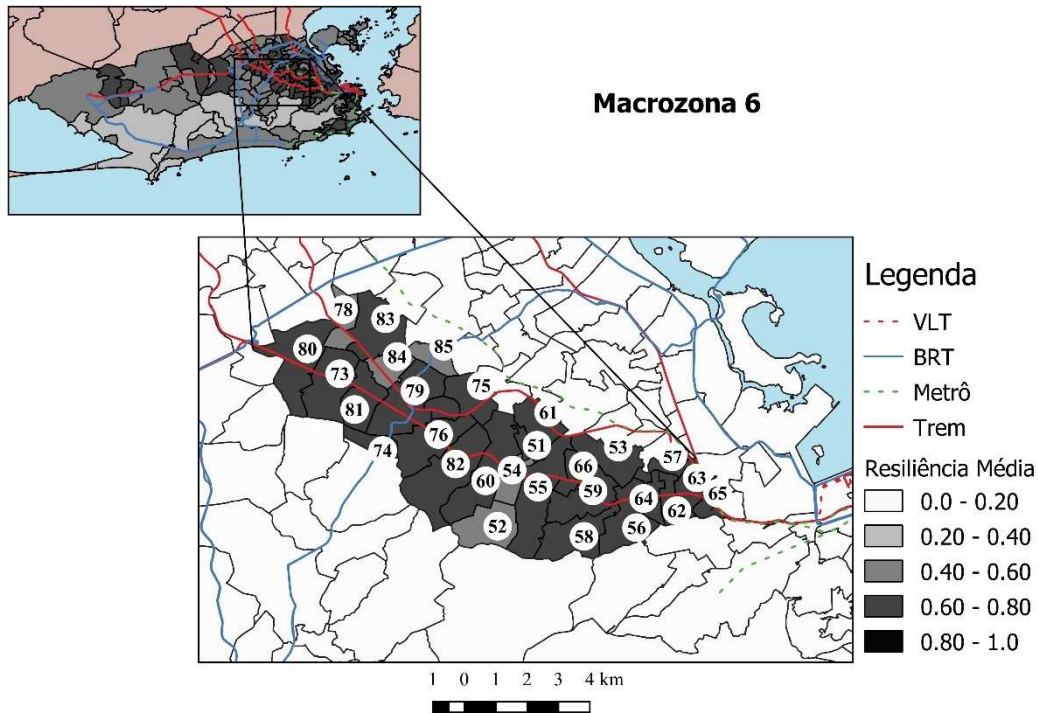 Macrozona 6
78
83
80
84
85
73
79
75
81
61
76
51
53
74
82
54
66
57
60
55
59
63
64
65
62
52
58
56
Legenda
VLT
BRT
Metrô
Trem
Resiliência Média
0.0 - 0.20
0.20 - 0.40
0.40 - 0.60
0.60 - 0.80
0.80 - 1.0
1 0 1 2 3 4 km